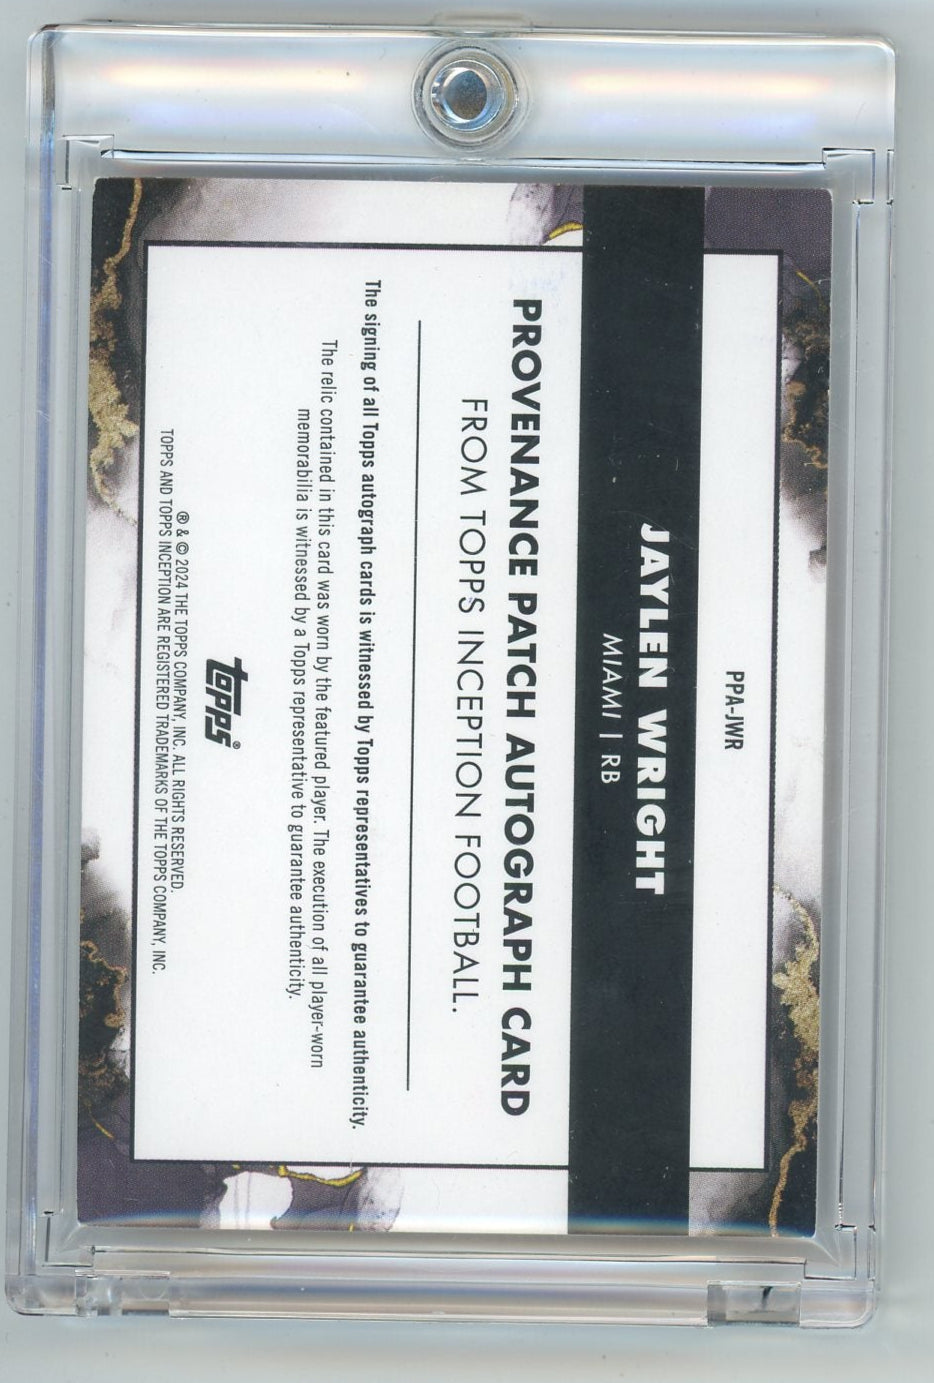 PPA-JWR
JAYLEN WRIGHT
MIAMI | RB
PROVENANCE PATCH AUTOGRAPH CARD
FROM TOPPS INCEPTION FOOTBALL.
The signing of all Topps autograph cards is witnessed by Topps representatives to guarantee authenticity.
The relic contained in this card was worn by the featured player. The execution of all player-worn
memorabilia is witnessed by a Topps representative to guarantee authenticity.
topps®
® & © 2024 THE TOPPS COMPANY, INC. ALL RIGHTS RESERVED.
TOPPS AND TOPPS INCEPTION ARE REGISTERED TRADEMARKS OF THE TOPPS COMPANY, INC.